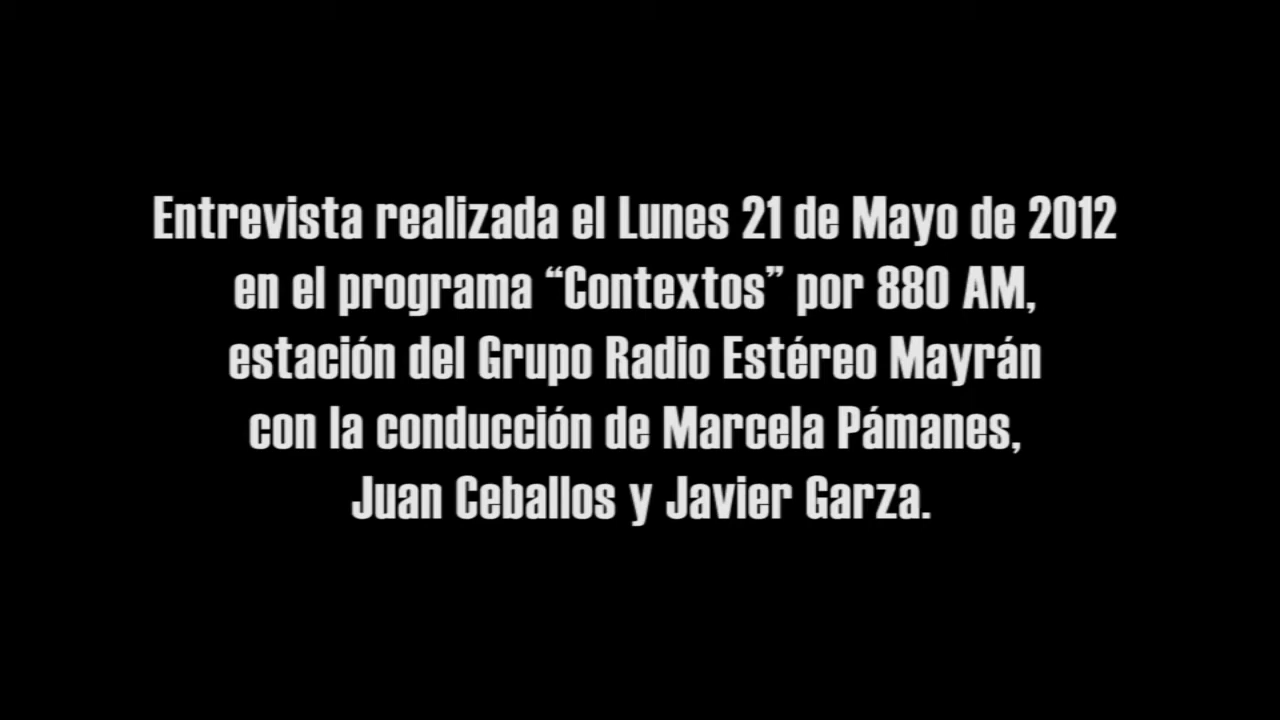 Entrevista realizada el Lunes 21 de Mayo de 2012
en el programa “Contextos” por 880 AM,
estación del Grupo Radio Estéreo Mayrán
con la conducción de Marcela Pámanes,
Juan Ceballos y Javier Garza.